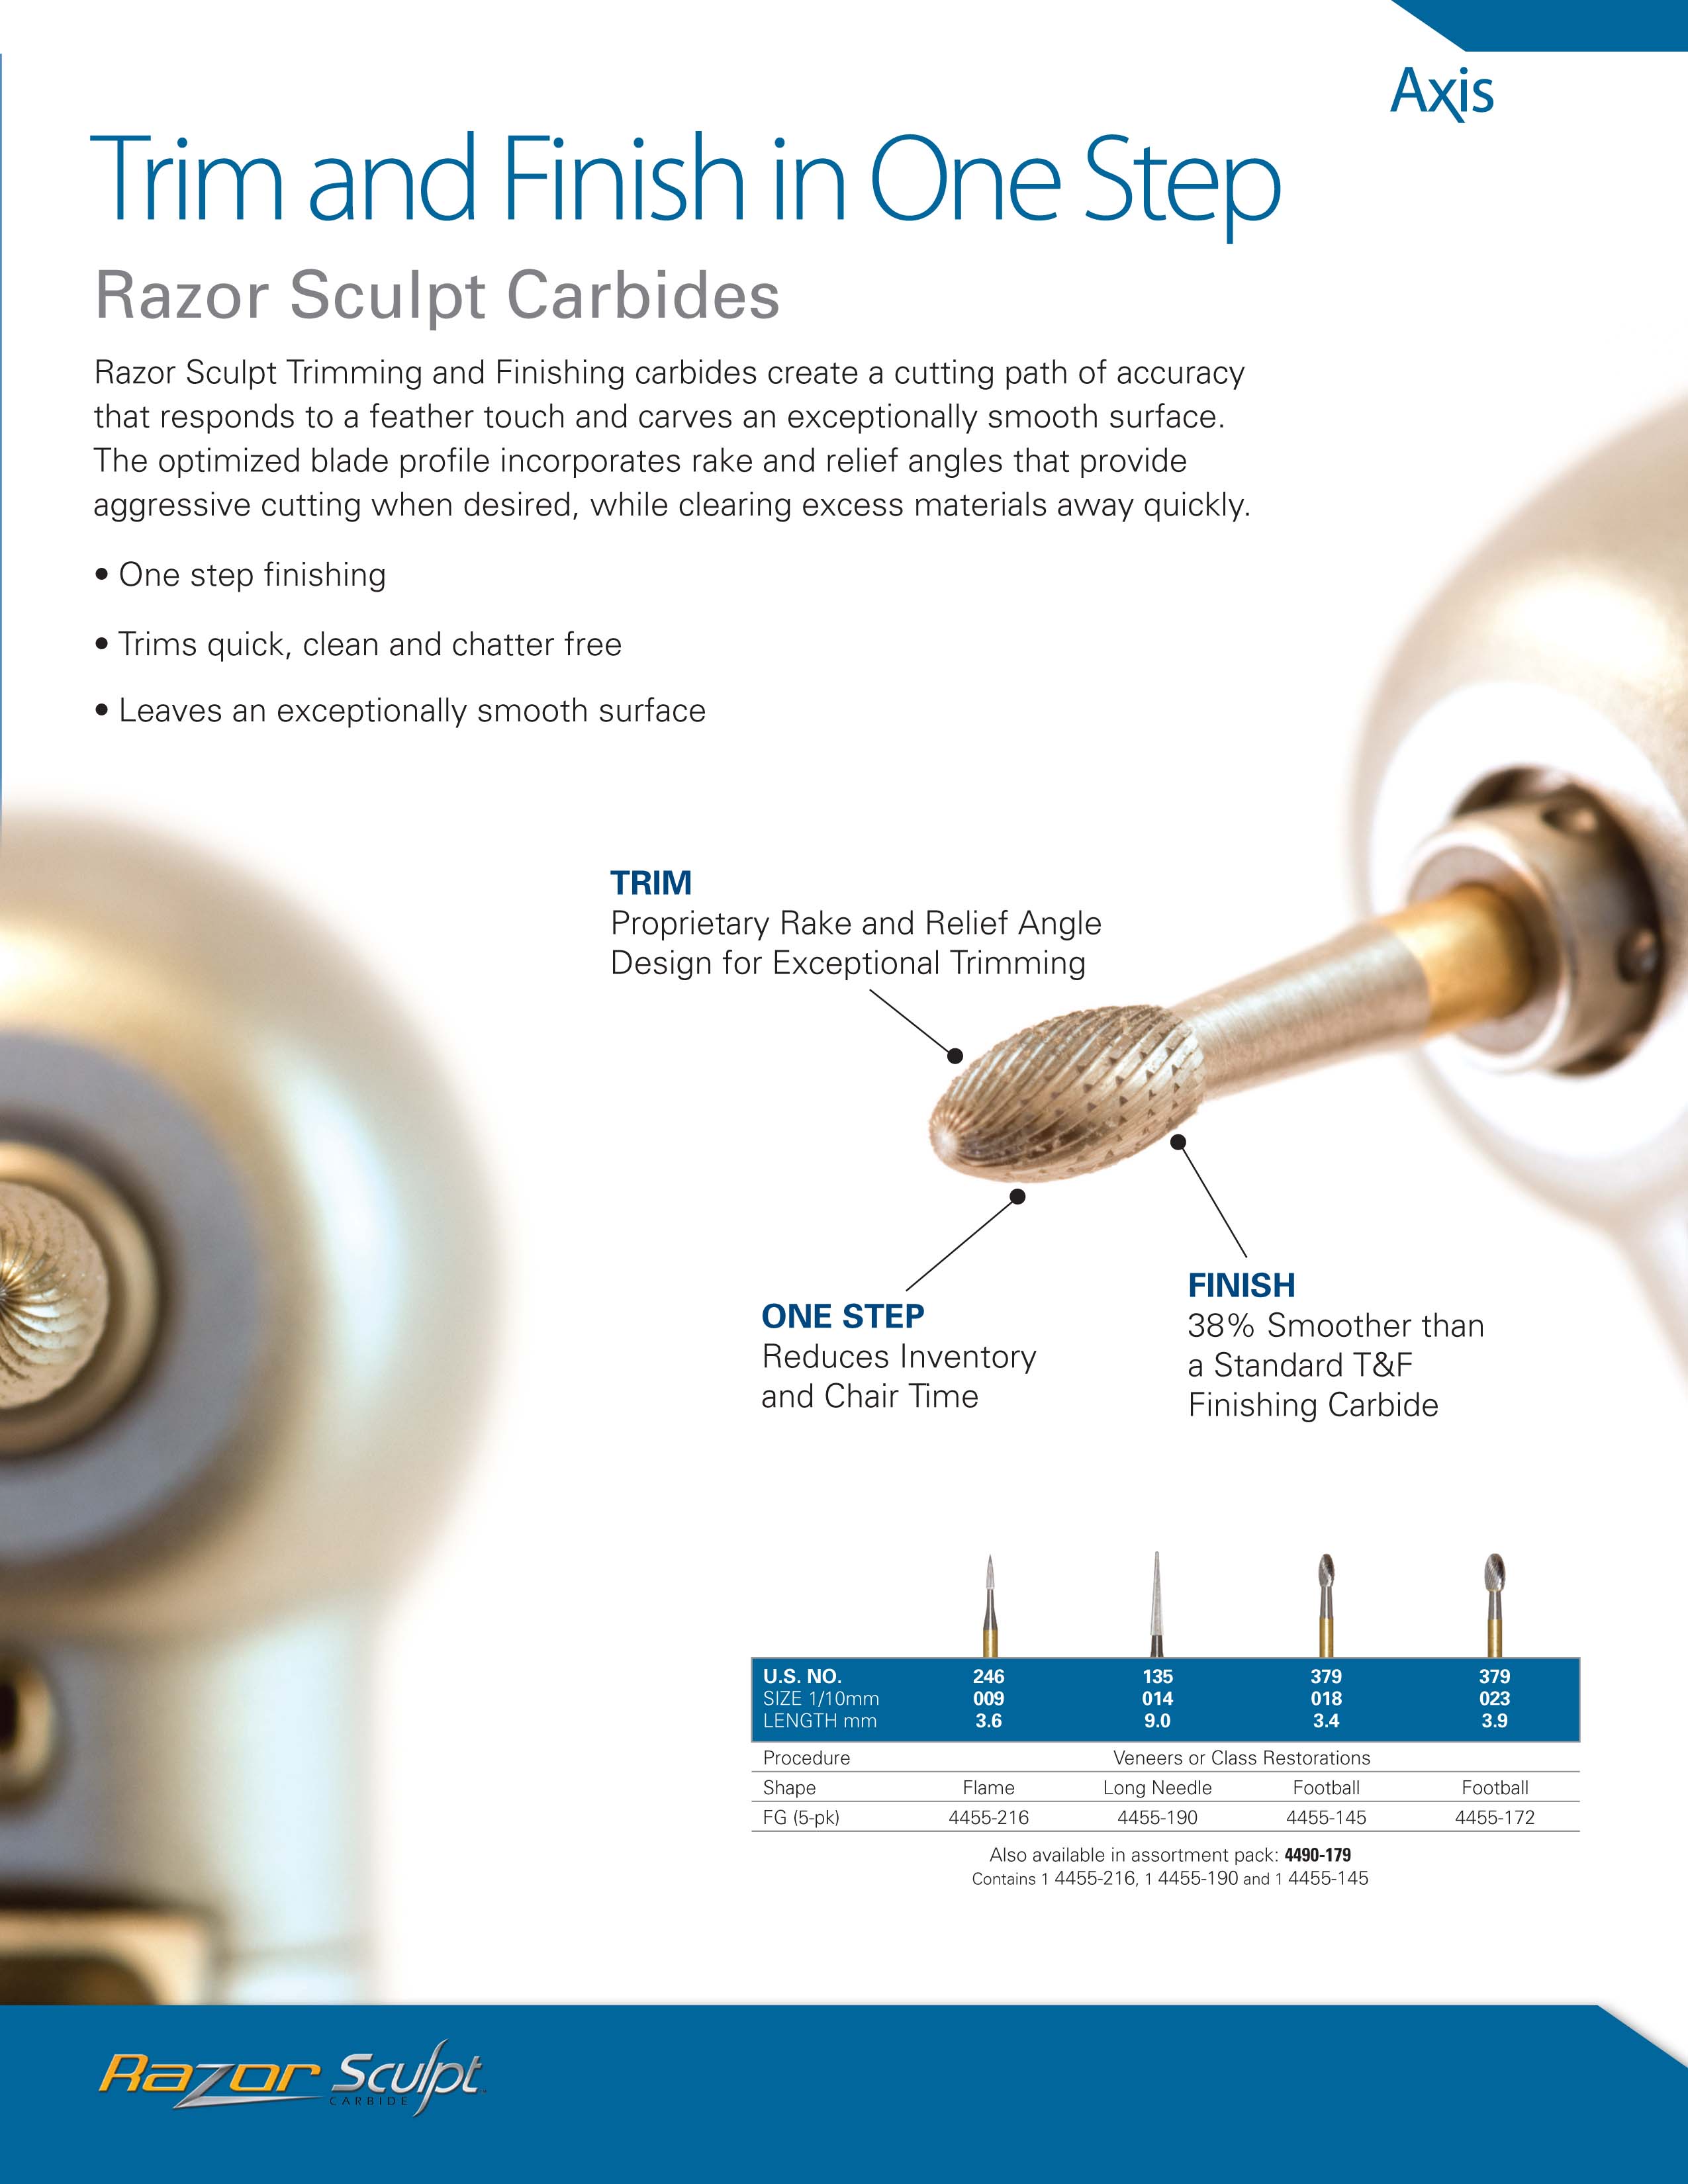 Axis
Trim and Finish in One Step
Razor Sculpt Carbides
Razor Sculpt Trimming and Finishing carbides create a cutting path of accuracy
that responds to a feather touch and carves an exceptionally smooth surface.
The optimized blade profile incorporates rake and relief angles that provide
aggressive cutting when desired, while clearing excess materials away quickly.
• One step finishing
• Trims quick, clean and chatter free
• Leaves an exceptionally smooth surface
TRIM
Proprietary Rake and Relief Angle
Design for Exceptional Trimming
ONE STEP
Reduces Inventory
and Chair Time
FINISH
38% Smoother than
a Standard T&F
Finishing Carbide
U.S. NO. 246 135 379 379
SIZE 1/10mm 009 014 018 023
LENGTH mm 3.6 9.0 3.4 3.9
Procedure Veneers or Class Restorations
Shape Flame Long Needle Football Football
FG (5-pk) 4455-216 4455-190 4455-145 4455-172
Also available in assortment pack: 4490-179
Contains 1 4455-216, 1 4455-190 and 1 4455-145
Razor Sculpt
CARBIDE